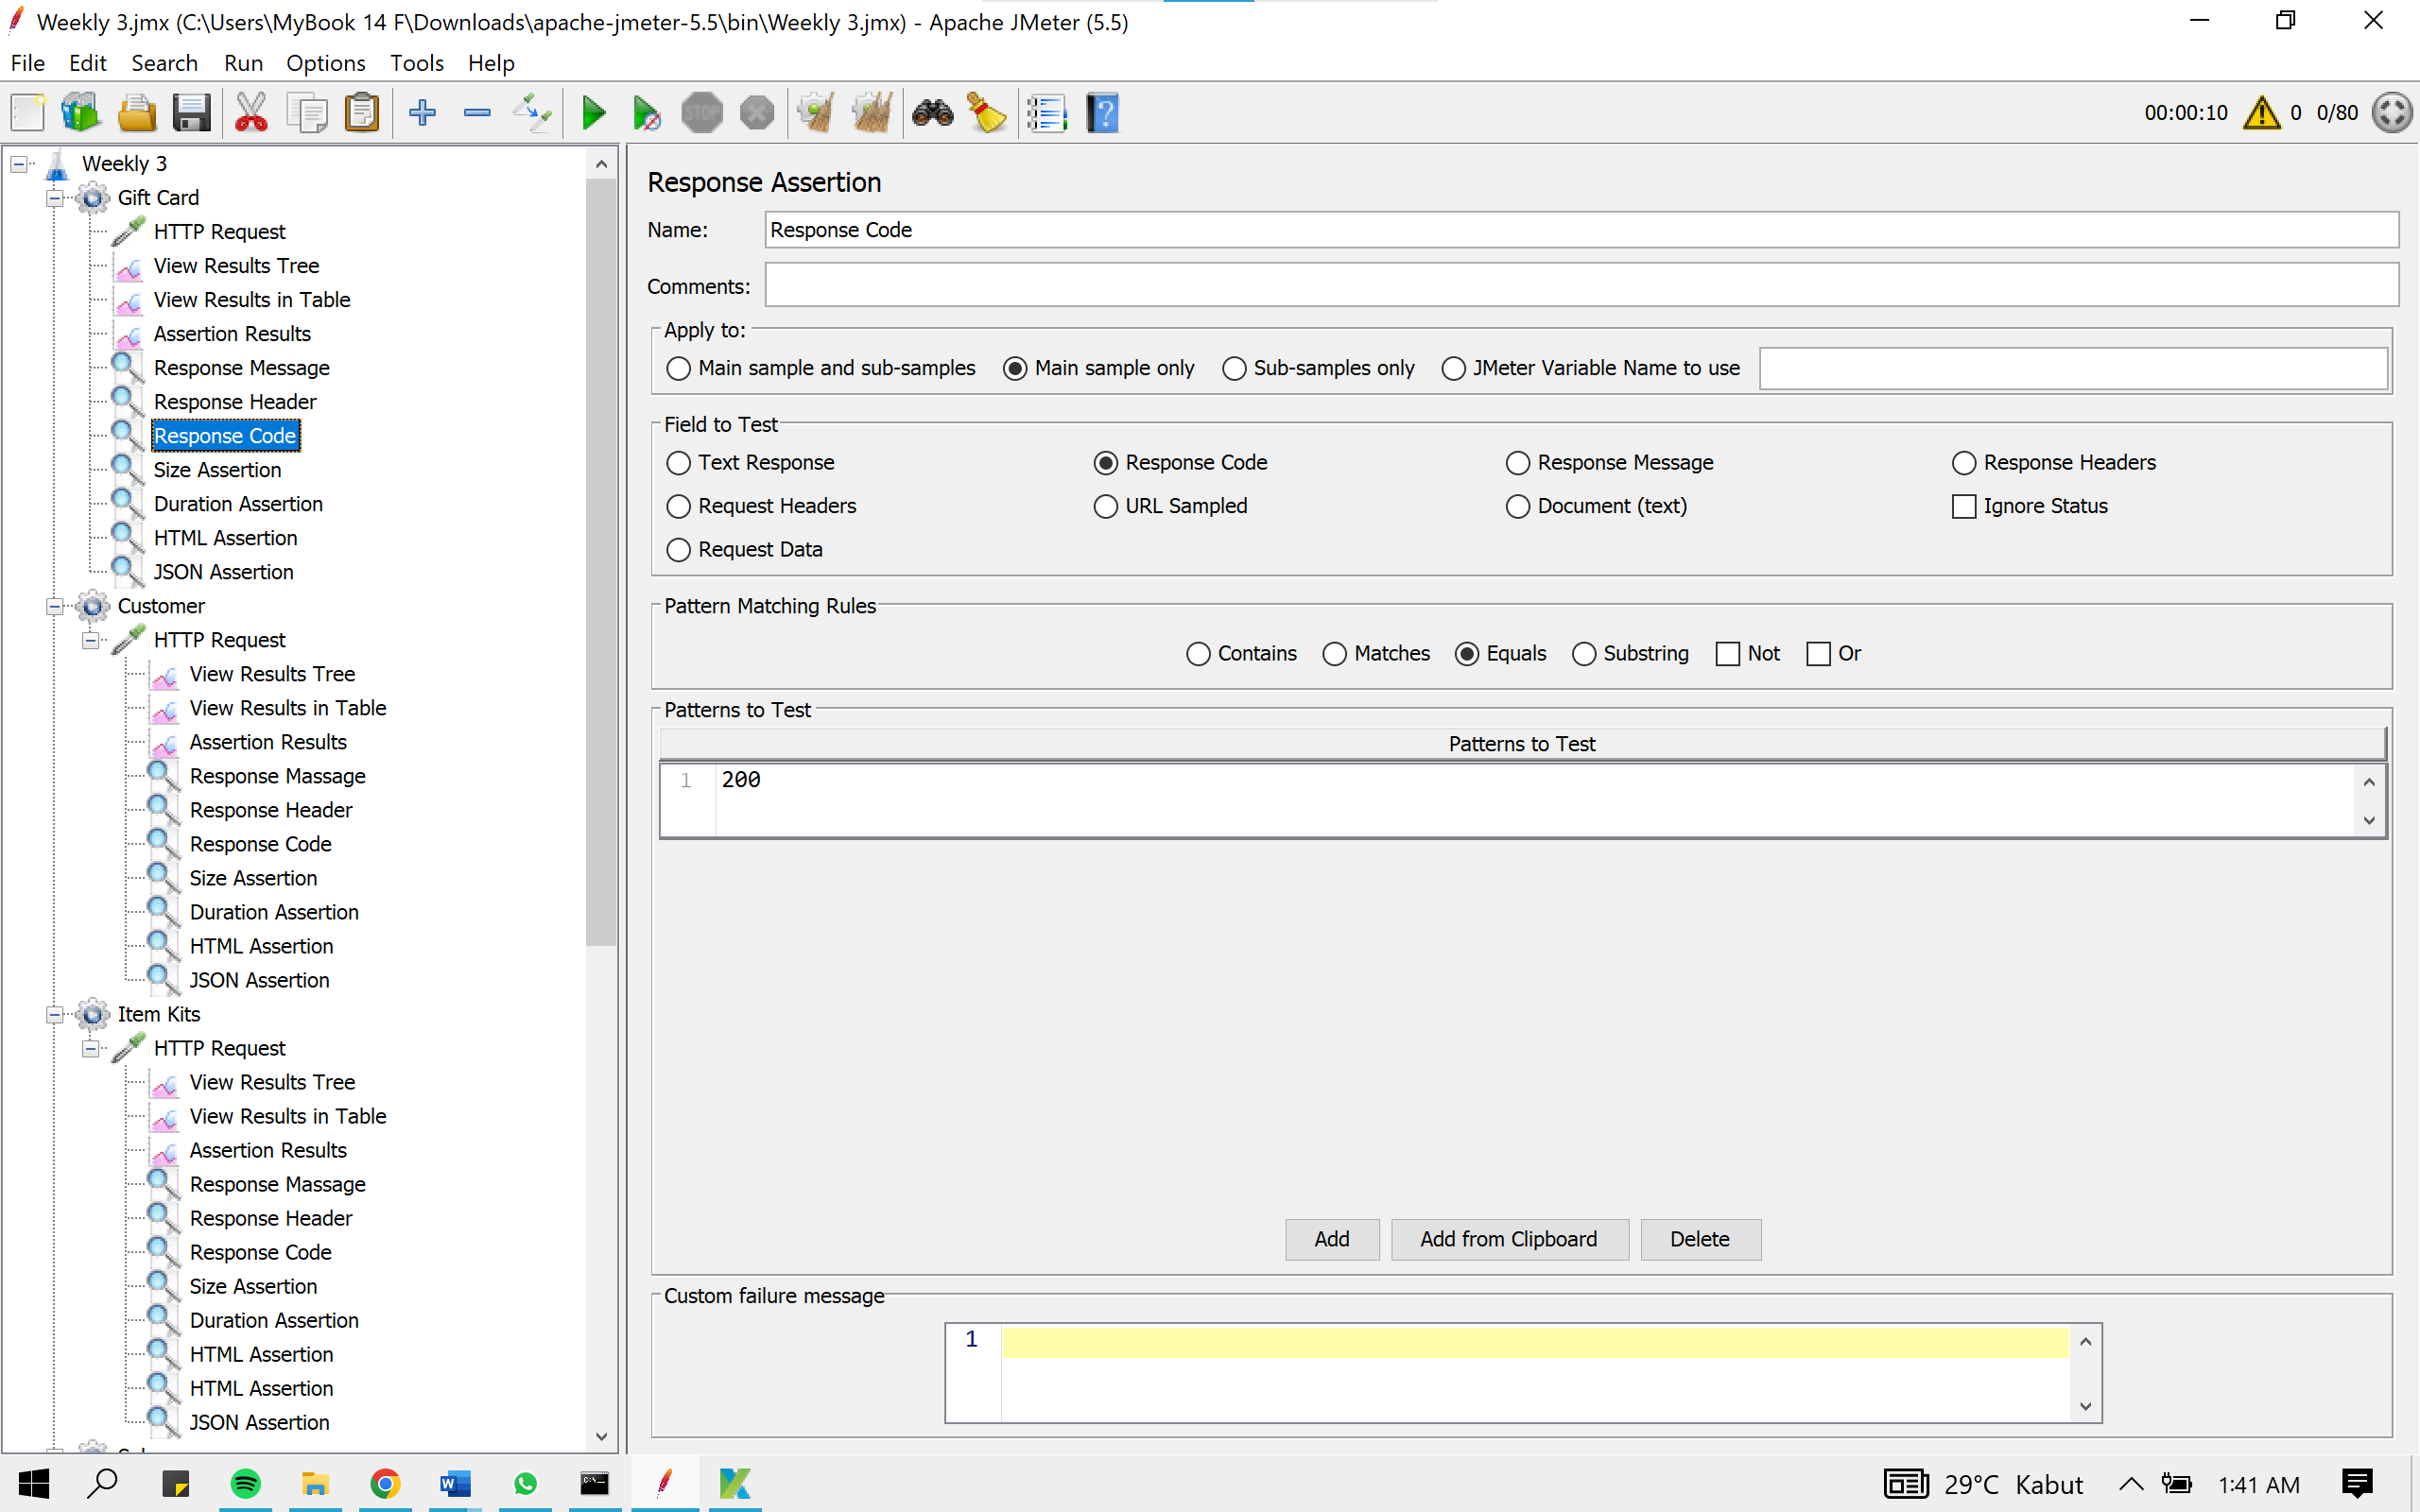 Weekly 3.jmx (C:\Users\MyBook 14 F\Downloads\apache-jmeter-5.5\bin\Weekly 3.jmx) - Apache JMeter (5.5)
File Edit Search Run Options Tools Help
STOP 00:00:10 0 0/80
Weekly 3
Gift Card
HTTP Request
View Results Tree
View Results in Table
Assertion Results
Response Message
Response Header
Response Code
Size Assertion
Duration Assertion
HTML Assertion
JSON Assertion
Customer
HTTP Request
View Results Tree
View Results in Table
Assertion Results
Response Massage
Response Header
Response Code
Size Assertion
Duration Assertion
HTML Assertion
JSON Assertion
Item Kits
HTTP Request
View Results Tree
View Results in Table
Assertion Results
Response Massage
Response Header
Response Code
Size Assertion
Duration Assertion
HTML Assertion
HTML Assertion
JSON Assertion
Response Assertion
Name: Response Code
Comments:
Apply to:
Main sample and sub-samples Main sample only Sub-samples only JMeter Variable Name to use
Field to Test
Text Response Response Code Response Message Response Headers
Request Headers URL Sampled Document (text) Ignore Status
Request Data
Pattern Matching Rules
Contains Matches Equals Substring Not Or
Patterns to Test
Patterns to Test
1 200
Add Add from Clipboard Delete
Custom failure message
1
29°C Kabut 1:41 AM